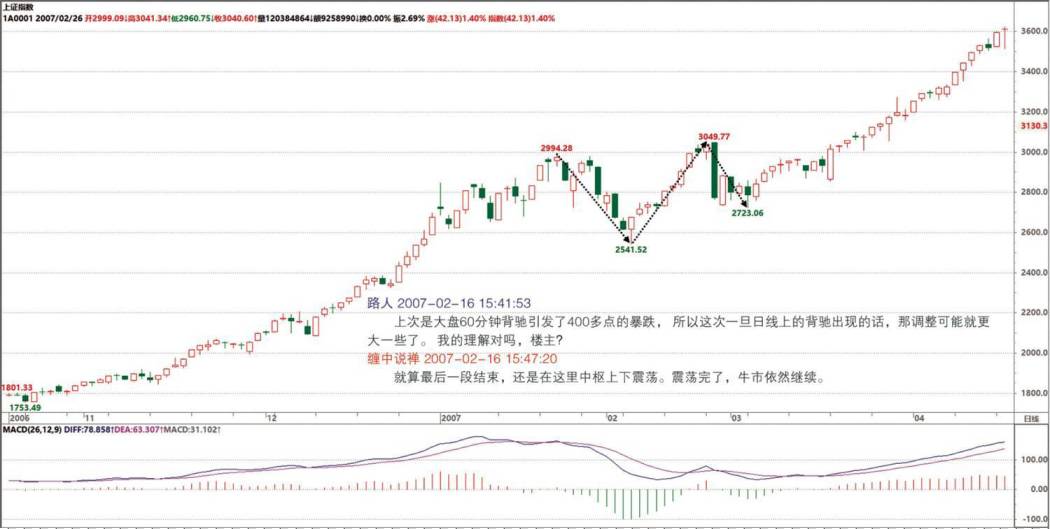 上证指数
1A0001 2007/02/26 开2999.09↓高3041.34↑低2960.75↓收3040.60↑量120384864↓额9258990↓换0.00% 振2.69% 涨(42.13)1.40% 指数(42.13)1.40%
3600.0
3400.0
3200.0
3130.3
3000.0
2800.0
2600.0
2400.0
2200.0
2000.0
1800.0
2994.28
3049.77
2723.06
2541.52
路人 2007-02-16 15:41:53
上次是大盘60分钟背驰引发了400多点的暴跌， 所以这次一旦日线上的背驰出现的话，那调整可能就更
大一些了。 我的理解对吗，楼主？
缠中说禅 2007-02-16 15:47:20
就算最后一段结束，还是在这里中枢上下震荡。震荡完了，牛市依然继续。
1801.33
1753.49
2006 11 12 2007 02 03 04 日线
MACD(26,12,9) DIFF:78.858↑DEA:63.307↑MACD:31.102↑
100.00
0.00
-100.0